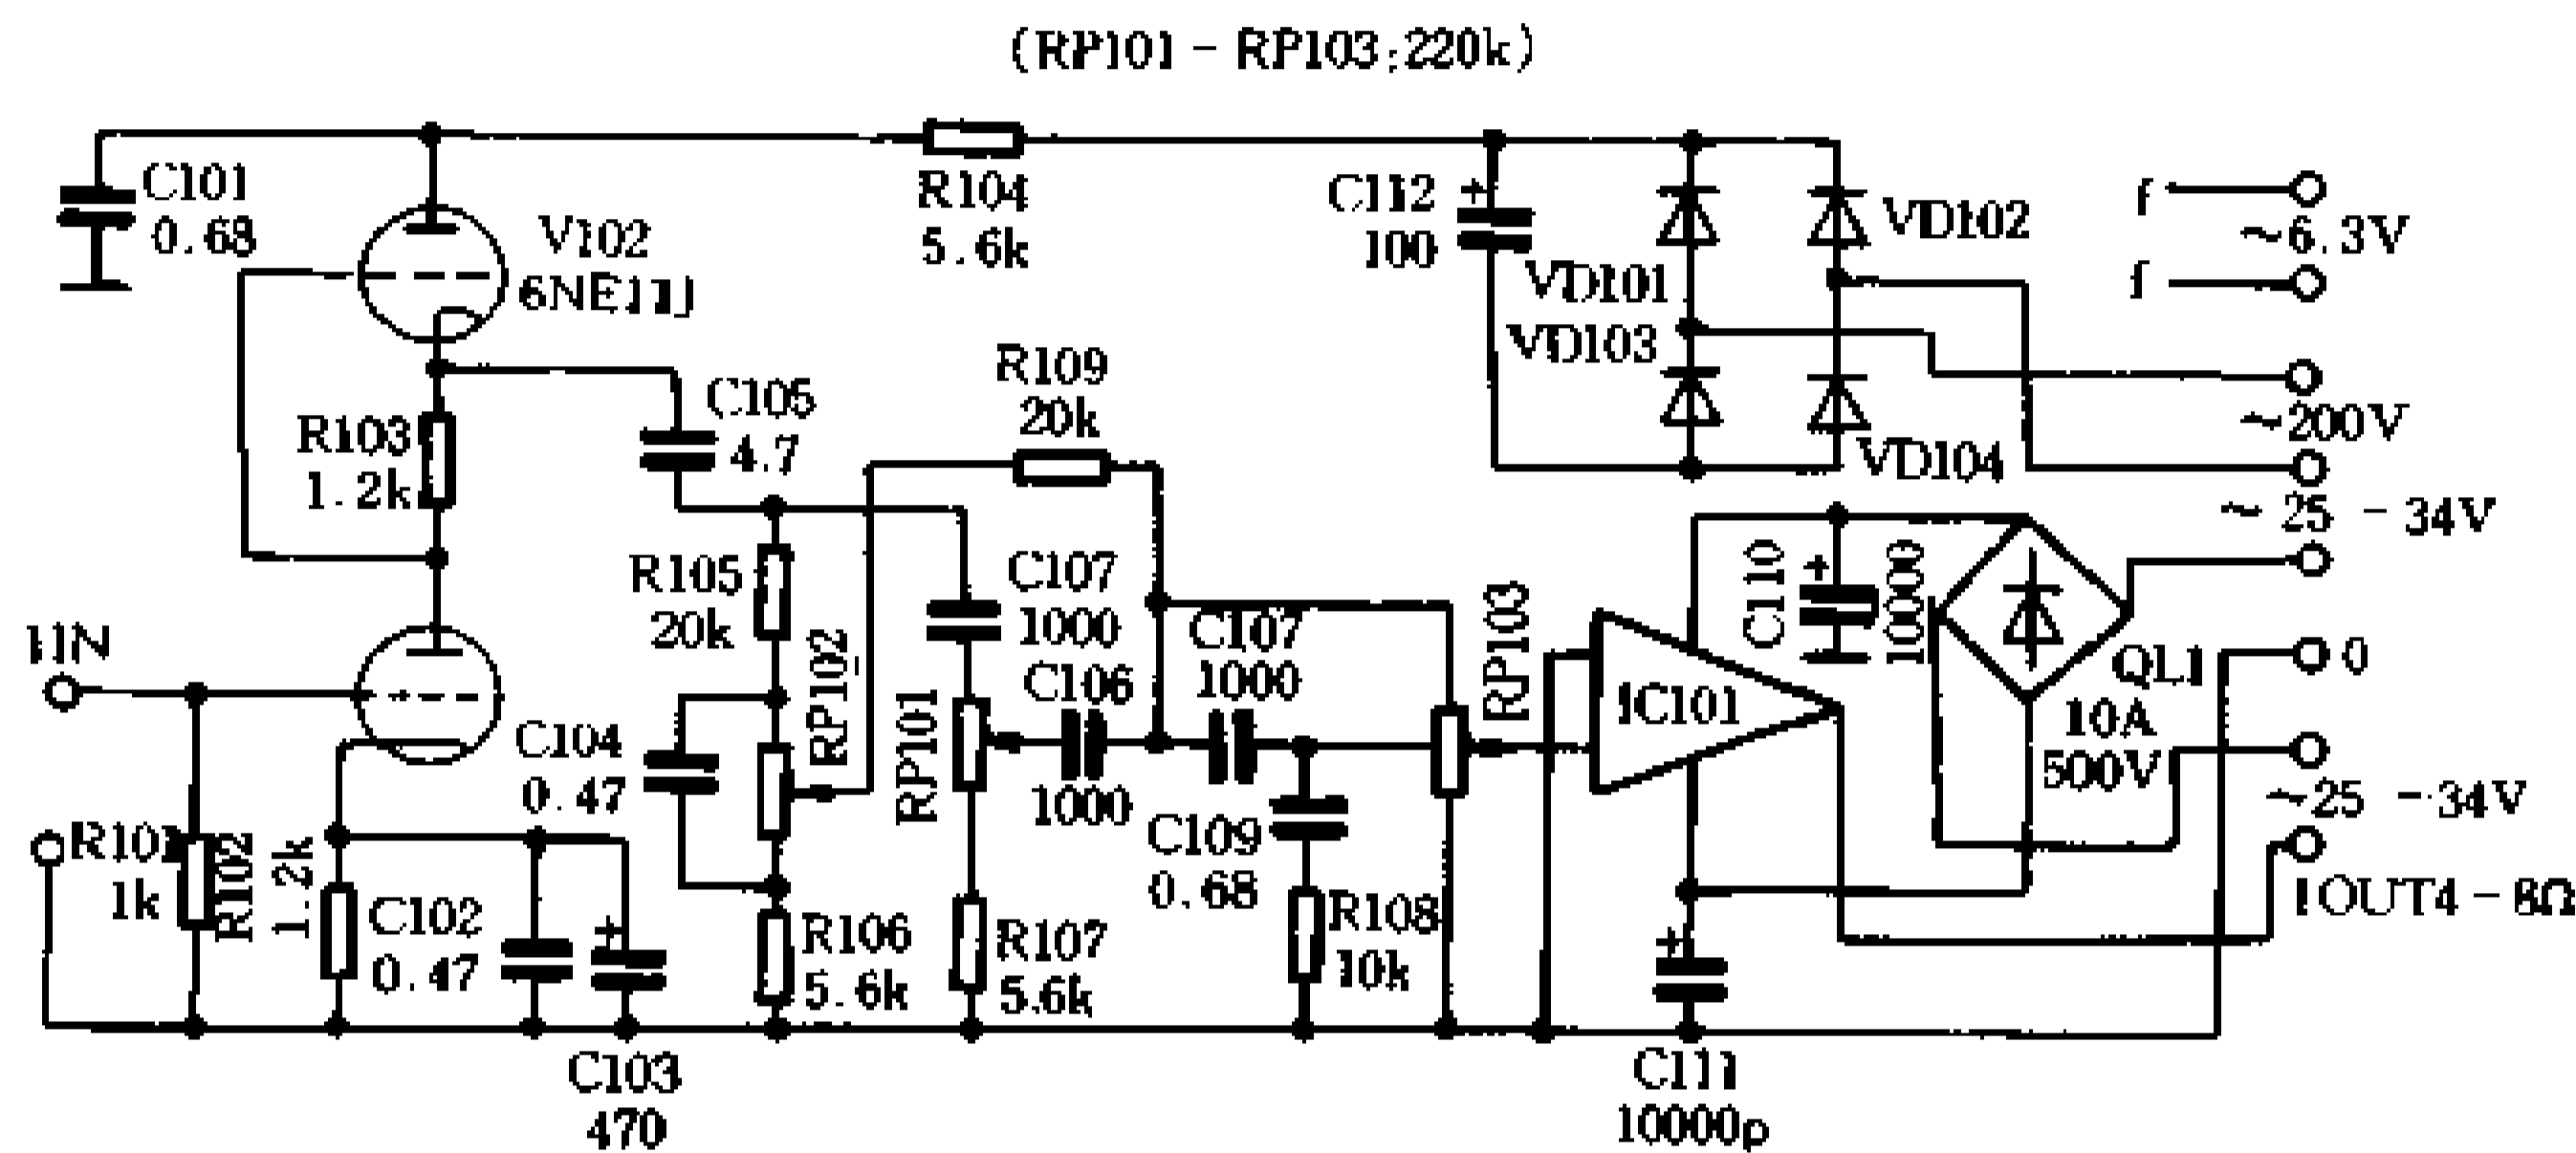 (RP101 - RP103:220k)
C101
0.68
V102
6NE11J
R104
5.6k
C112
100
+
VD102
VD101
VD103
VD104
f
~6.3V
f
~200V
~ 25 - 34V
R103
1.2k
C105
4.7
R109
20k
1IN
R105
20k
C107
1000
C106
1000
C107
1000
RP102
RP101
RP103
C104
0.47
R101
1k
R102
1.2k
C102
0.47
+
C103
470
R106
5.6k
R107
5.6k
C109
0.68
R108
10k
IC101
C110
10000
+
QL1
10A
500V
0
~25 - 34V
1OUT4 - 8Ω
+
C111
10000p